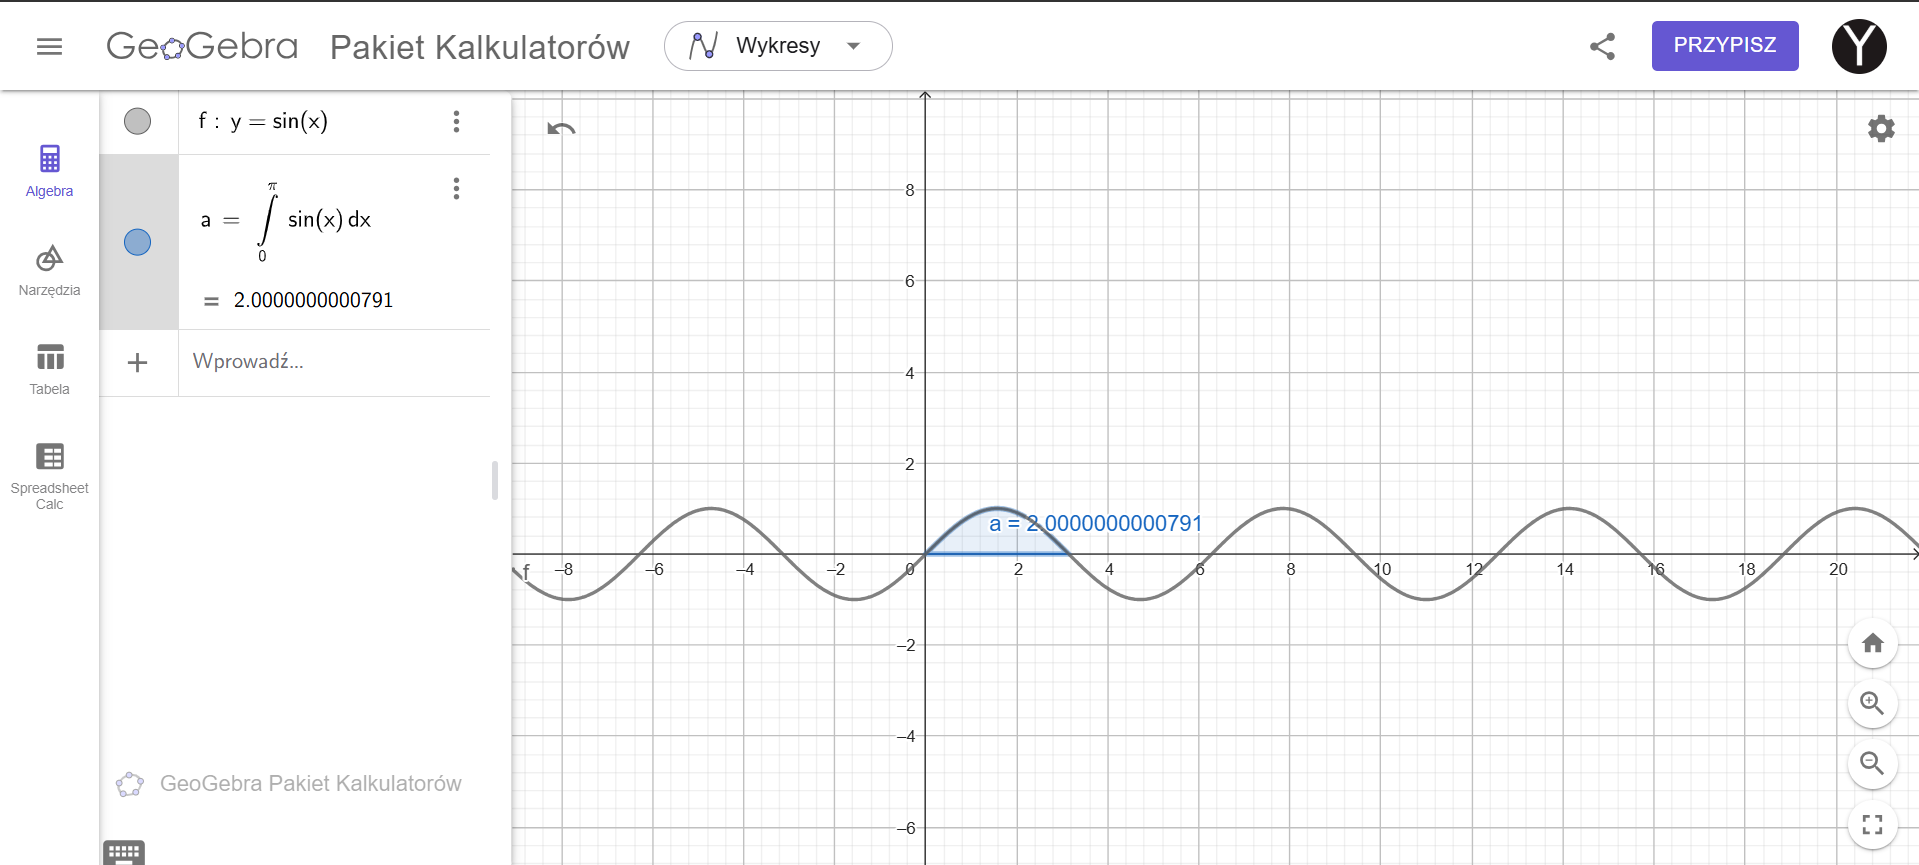 GeoGebra Pakiet Kalkulatorów Wykresy PRZYPISZ Y
Algebra
Narzędzia
Tabela
Spreadsheet
Calc
f : y = sin(x)
a = ∫₀^π sin(x) dx
= 2.0000000000791
+ Wprowadź...
GeoGebra Pakiet Kalkulatorów
8
6
4
2
a = 2.0000000000791
f –8 –6 –4 –2 0 2 4 6 8 10 12 14 16 18 20
–2
–4
–6